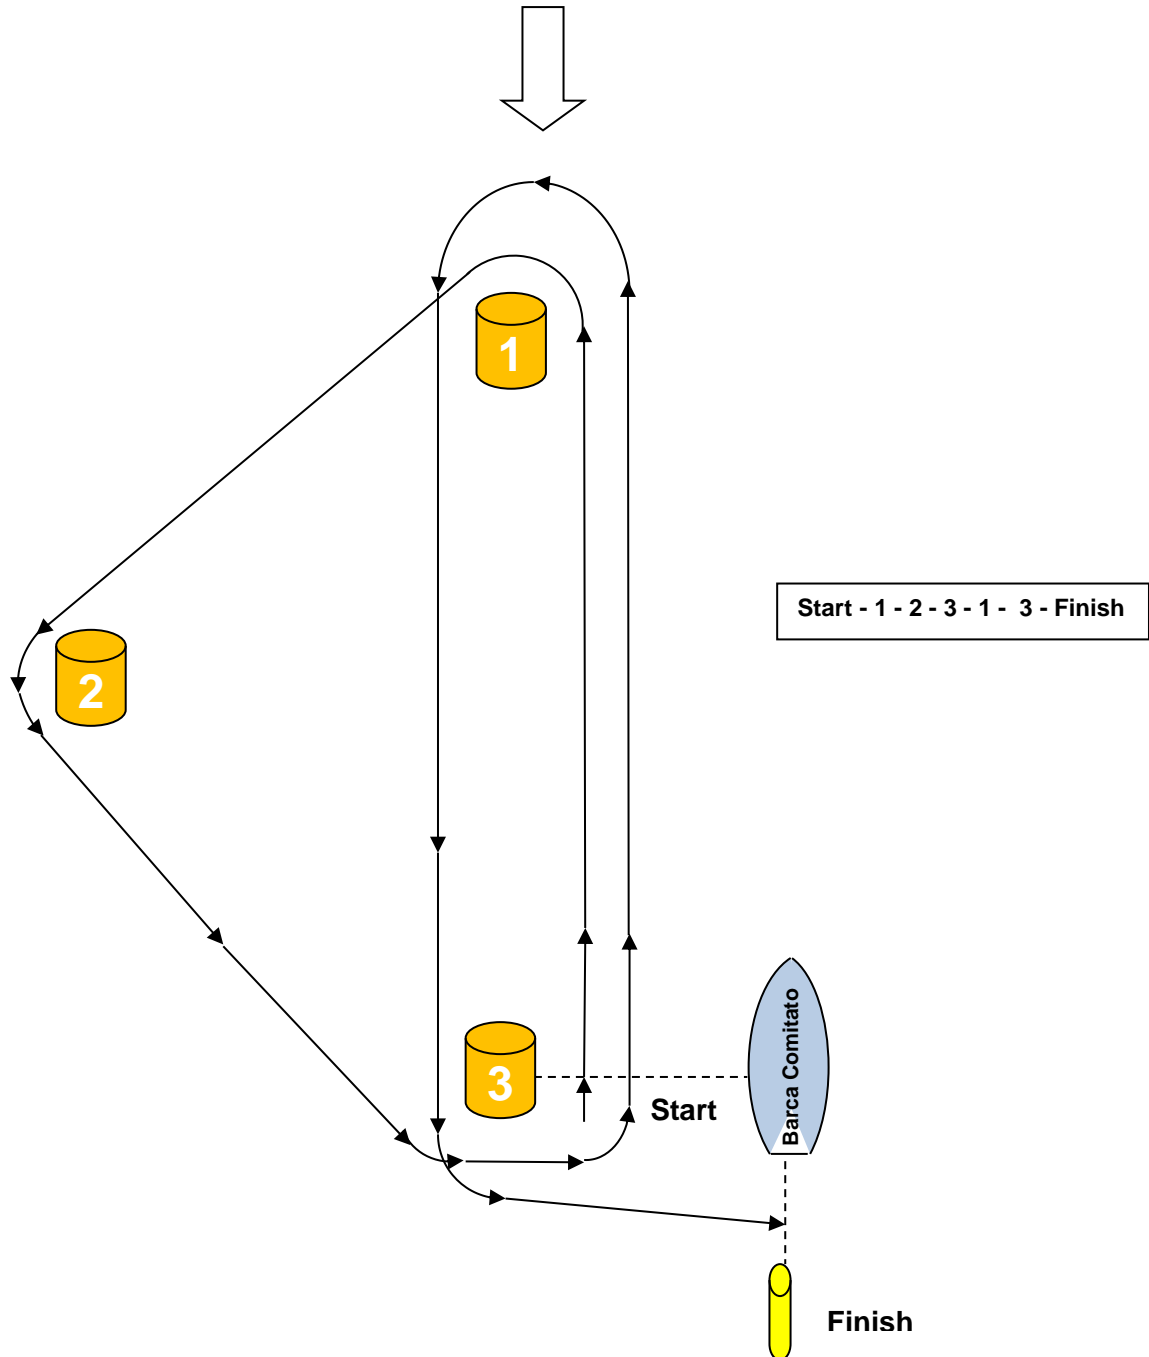 1
Start - 1 - 2 - 3 - 1 -  3 - Finish
2
3
Barca Comitato
Start
Finish